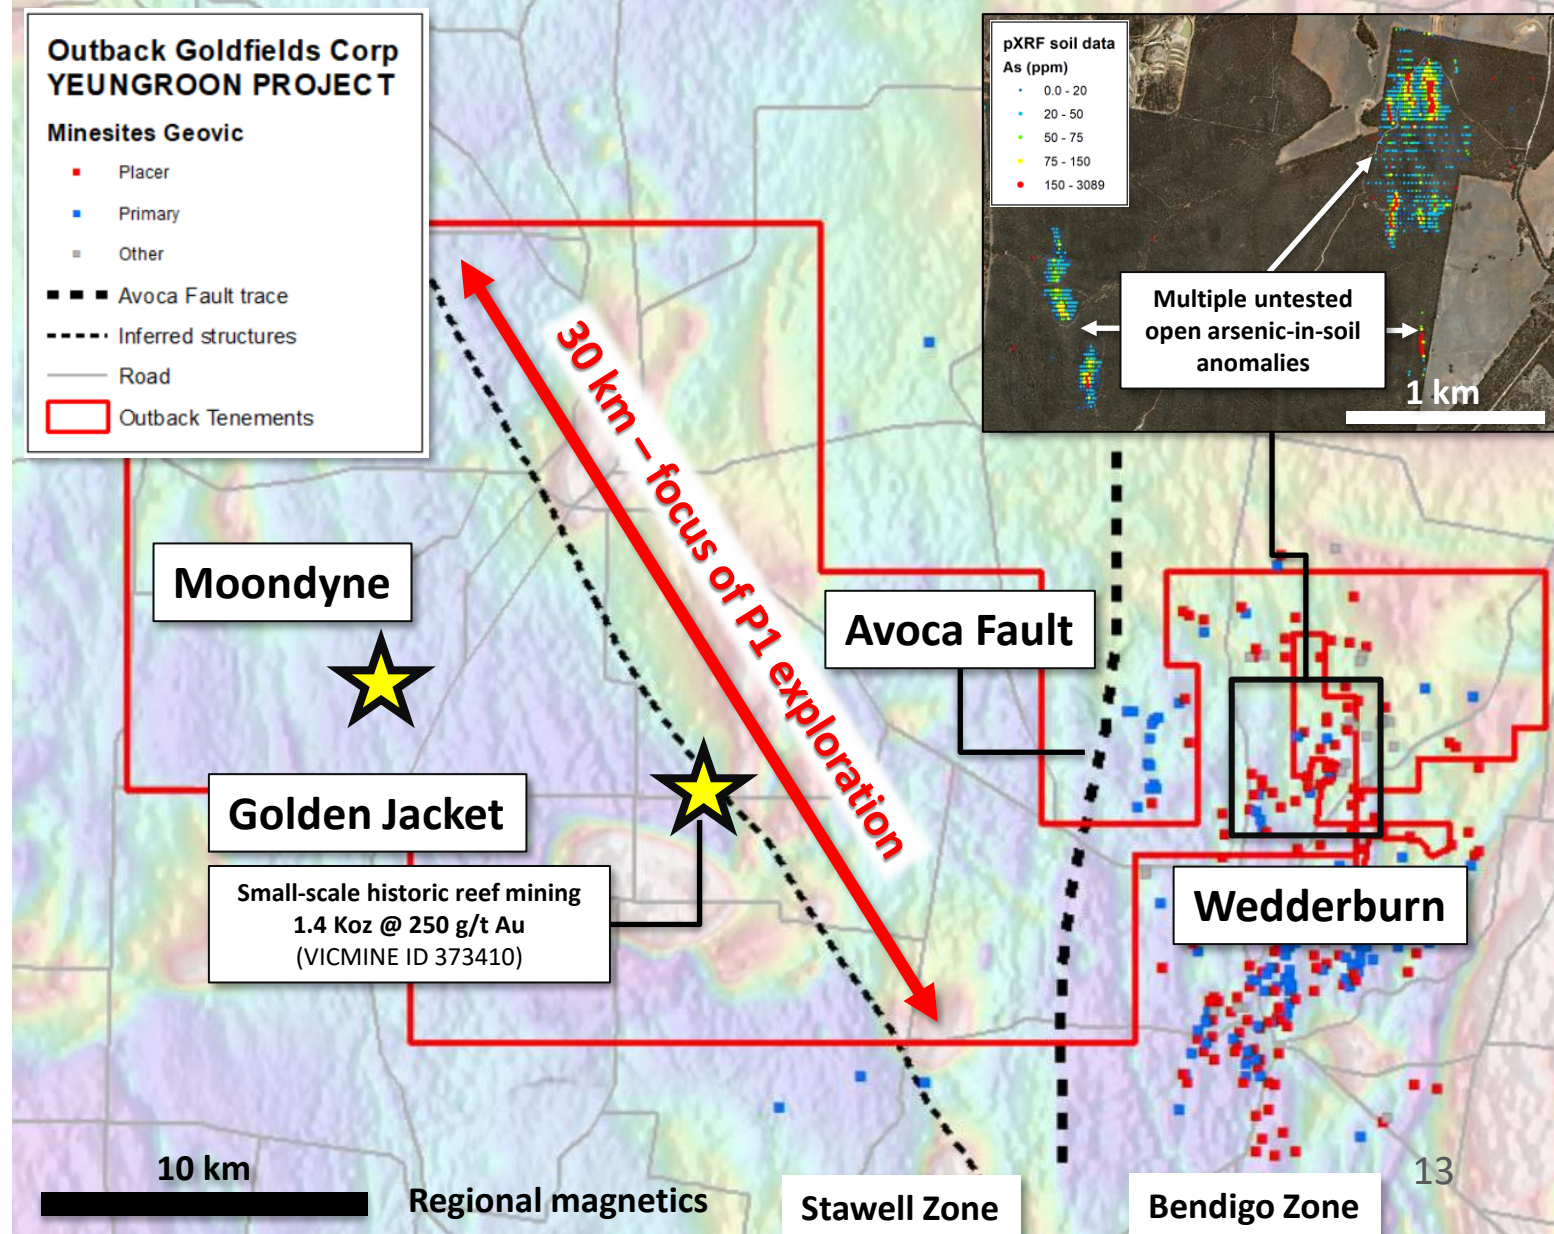 Outback Goldfields Corp
YEUNGROON PROJECT
Minesites Geovic
Placer
Primary
Other
Avoca Fault trace
Inferred structures
Road
Outback Tenements
pXRF soil data
As (ppm)
0.0 - 20
20 - 50
50 - 75
75 - 150
150 - 3089
Multiple untested
open arsenic-in-soil
anomalies
1 km
30 km – focus of P1 exploration
Moondyne
Avoca Fault
Golden Jacket
Small-scale historic reef mining
1.4 Koz @ 250 g/t Au
(VICMINE ID 373410)
Wedderburn
10 km
Regional magnetics
Stawell Zone
Bendigo Zone
13